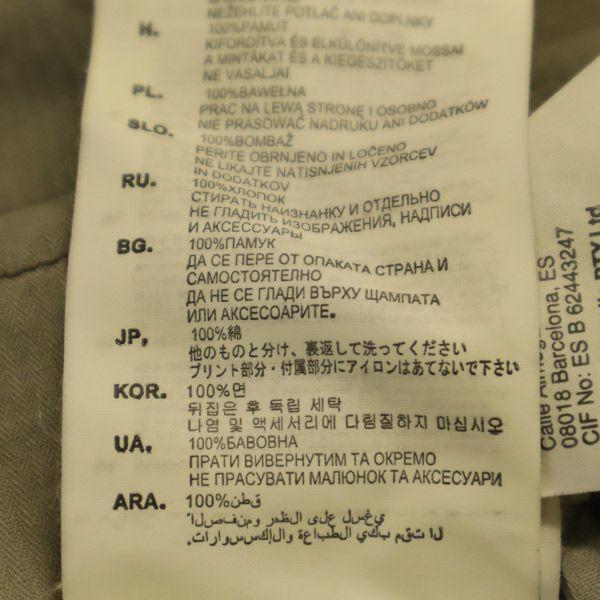 NEŽEHLITE POTLAČ ANI DOPLNKY
H. 100%PAMUT
KIFORDÍTVA ÉS ELKÜLÖNÍTVE MOSSAI
A MINTÁKAT ÉS A KIEGÉSZÍTŐKET
NE VASALJAI
PL. 100%BAWEŁNA
PRAC NA LEWĄ STRONĘ I OSOBNO
NIE PRASOWAĆ NADRUKU ANI DODATKÓW
SLO. 100%BOMBAŽ
PERITE OBRNJENO IN LOČENO
NE LIKAJTE NATISNJENIH VZORCEV
IN DODATKOV
RU. 100%ХЛОПОК
СТИРАТЬ НАИЗНАНКУ И ОТДЕЛЬНО
НЕ ГЛАДИТЬ ИЗОБРАЖЕНИЯ, НАДПИСИ
И АКСЕССУАРЫ
BG. 100%ПАМУК
ДА СЕ ПЕРЕ ОТ ОПАКАТА СТРАНА И
САМОСТОЯТЕЛНО
ДА НЕ СЕ ГЛАДИ ВЪРХУ ЩАМПАТА
ИЛИ АКСЕСОАРИТЕ.
JP, 100%綿
他のものと分け、裏返して洗ってください
プリント部分・付属部分にアイロンはあてないで下さい
KOR. 100%면
뒤집은 후 독립 세탁
나염 및 액세서리에 다림질하지 마십시오
UA. 100%БАВОВНА
ПРАТИ ВИВЕРНУТИМ ТА ОКРЕМО
НЕ ПРАСУВАТИ МАЛЮНОК ТА АКСЕСУАРИ
ARA. 100%قطن
يغسل على الظهر ومنفصلاً
لا تقم بكي الطباعة والإكسسوارات.
PTY.Ltd
Calle
08018 Barcelona, ES
CIF No: ES B 62443247